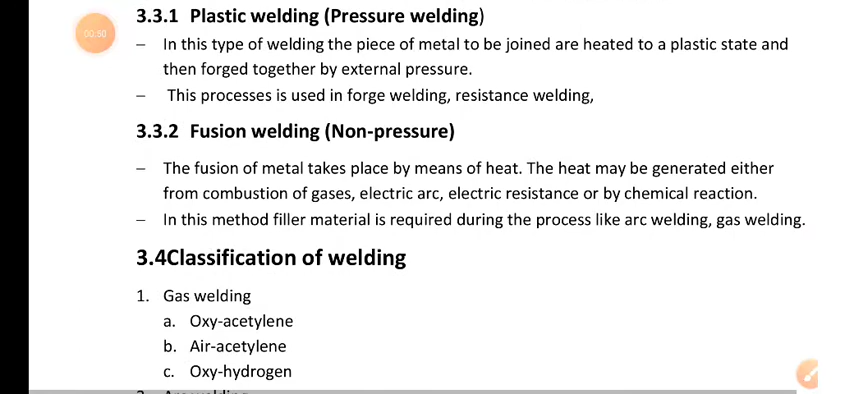 3.3.1 Plastic welding (Pressure welding)
00:50
– In this type of welding the piece of metal to be joined are heated to a plastic state and
then forged together by external pressure.
– This processes is used in forge welding, resistance welding,
3.3.2 Fusion welding (Non-pressure)
– The fusion of metal takes place by means of heat. The heat may be generated either
from combustion of gases, electric arc, electric resistance or by chemical reaction.
– In this method filler material is required during the process like arc welding, gas welding.
3.4Classification of welding
1. Gas welding
a. Oxy-acetylene
b. Air-acetylene
c. Oxy-hydrogen